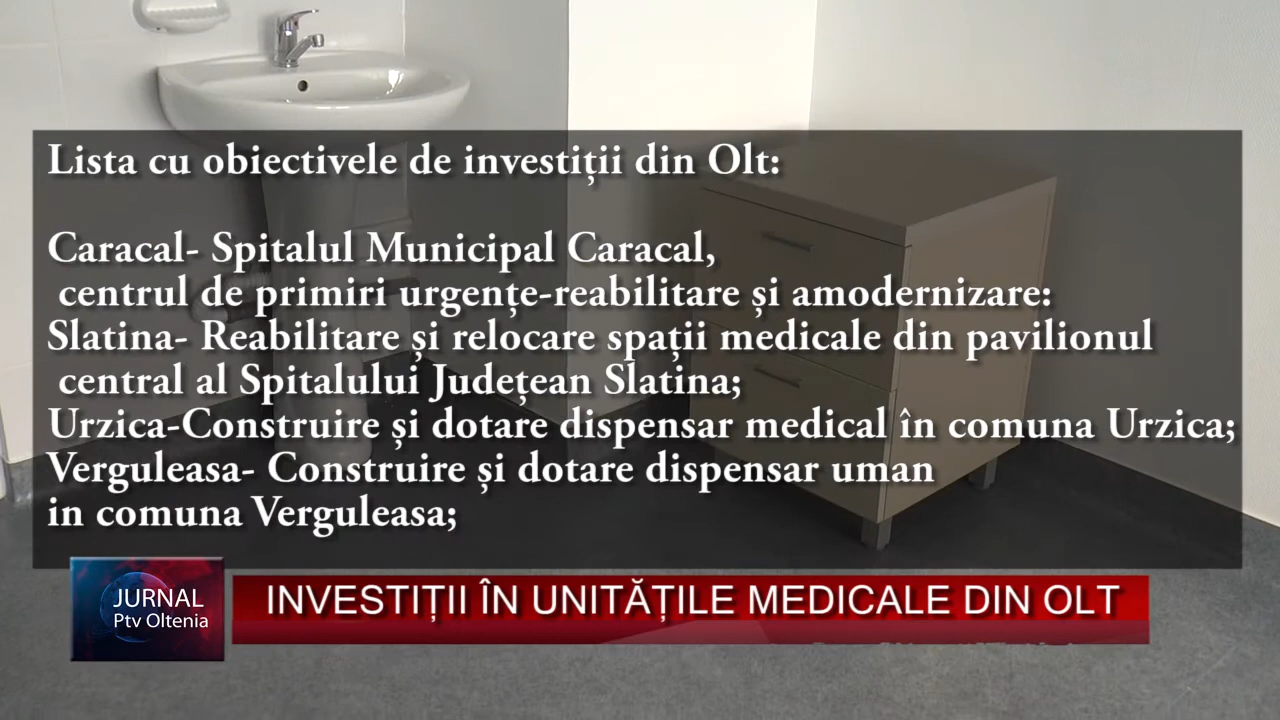 Lista cu obiectivele de investiții din Olt:
Caracal- Spitalul Municipal Caracal,
centrul de primiri urgențe-reabilitare și amodernizare:
Slatina- Reabilitare și relocare spații medicale din pavilionul
central al Spitalului Județean Slatina;
Urzica-Construire și dotare dispensar medical în comuna Urzica;
Verguleasa- Construire și dotare dispensar uman
in comuna Verguleasa;
JURNAL
Ptv Oltenia
INVESTIȚII ÎN UNITĂȚILE MEDICALE DIN OLT